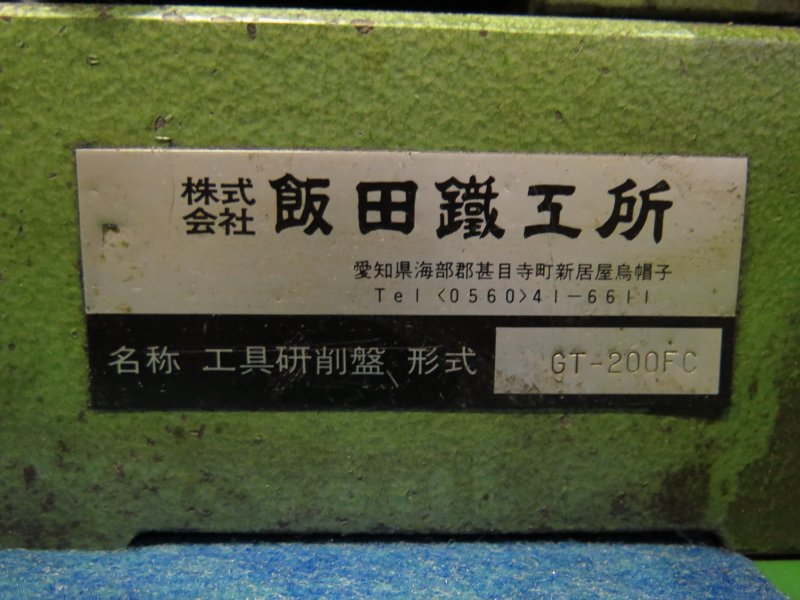 株式会社 飯田鐵工所
愛知県海部郡甚目寺町新居屋烏帽子
Tel <0560>41-6611
名称 工具研削盤 形式 GT-200FC